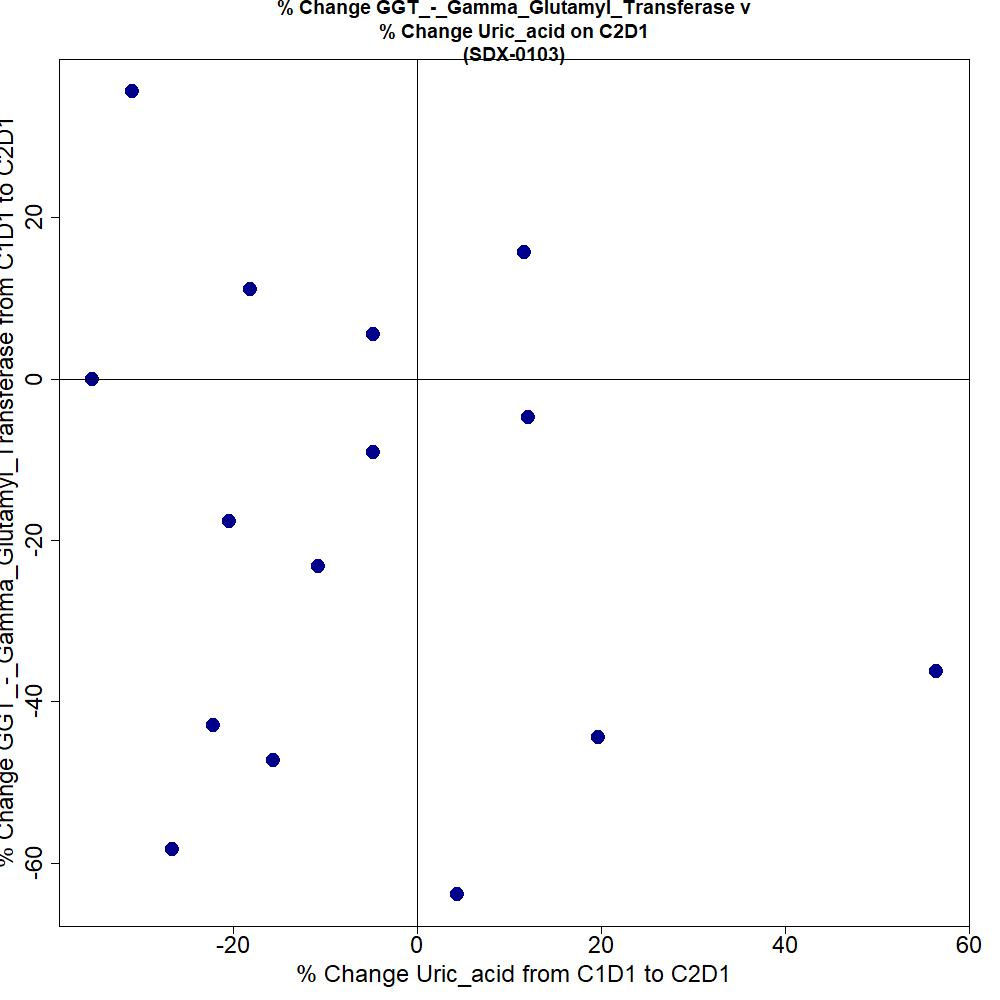 % Change GGT_-_Gamma_Glutamyl_Transferase v
% Change Uric_acid on C2D1
(SDX-0103)
% Change GGT_-_Gamma_Glutamyl_Transferase from C1D1 to C2D1
20
0
-20
-40
-60
-20
0
20
40
60
% Change Uric_acid from C1D1 to C2D1